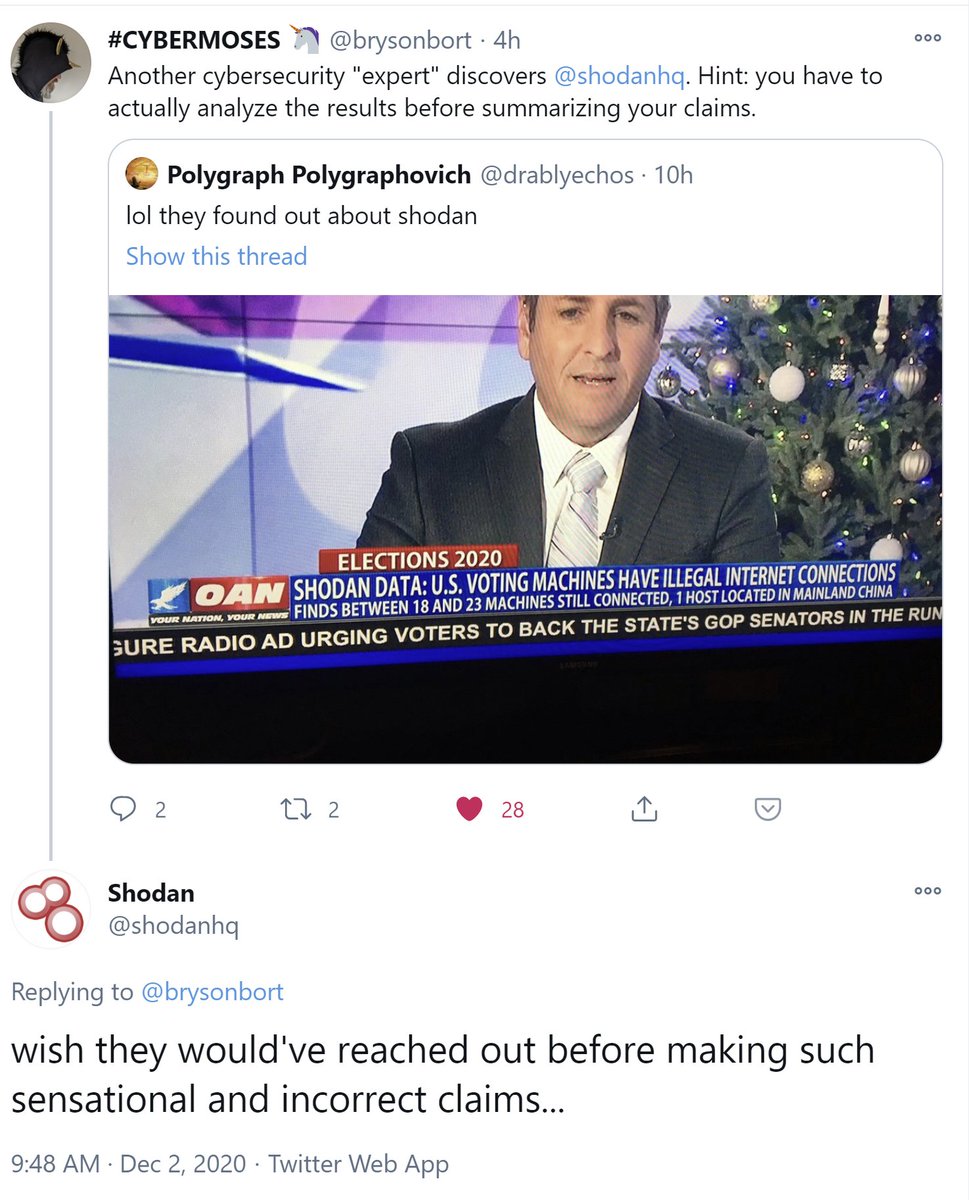 #CYBERMOSES 🦄 @brysonbort · 4h
Another cybersecurity "expert" discovers @shodanhq. Hint: you have to
actually analyze the results before summarizing your claims.
Polygraph Polygraphovich @drablyechos · 10h
lol they found out about shodan
Show this thread
ELECTIONS 2020
OAN
YOUR NATION, YOUR NEWS
SHODAN DATA: U.S. VOTING MACHINES HAVE ILLEGAL INTERNET CONNECTIONS
FINDS BETWEEN 18 AND 23 MACHINES STILL CONNECTED, 1 HOST LOCATED IN MAINLAND CHINA
GURE RADIO AD URGING VOTERS TO BACK THE STATE'S GOP SENATORS IN THE RUN
SAMSUNG
2 2 28
Shodan
@shodanhq
Replying to @brysonbort
wish they would've reached out before making such
sensational and incorrect claims...
9:48 AM · Dec 2, 2020 · Twitter Web App